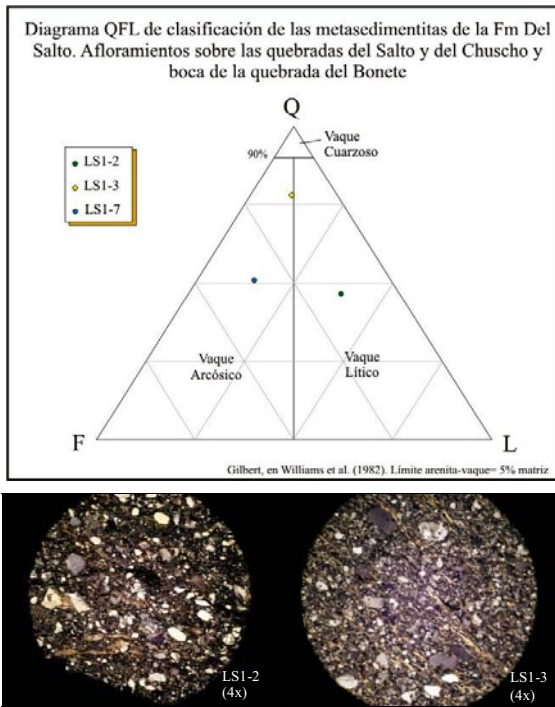 Diagrama QFL de clasificación de las metasedimentitas de la Fm Del
Salto. Afloramientos sobre las quebradas del Salto y del Chuscho y
boca de la quebrada del Bonete
Q
Vaque
Cuarzoso
90%
LS1-2
LS1-3
LS1-7
Vaque
Arcósico
Vaque
Lítico
F
L
Gilbert, en Williams et al. (1982). Límite arenita-vaque= 5% matriz
LS1-2
(4x)
LS1-3
(4x)